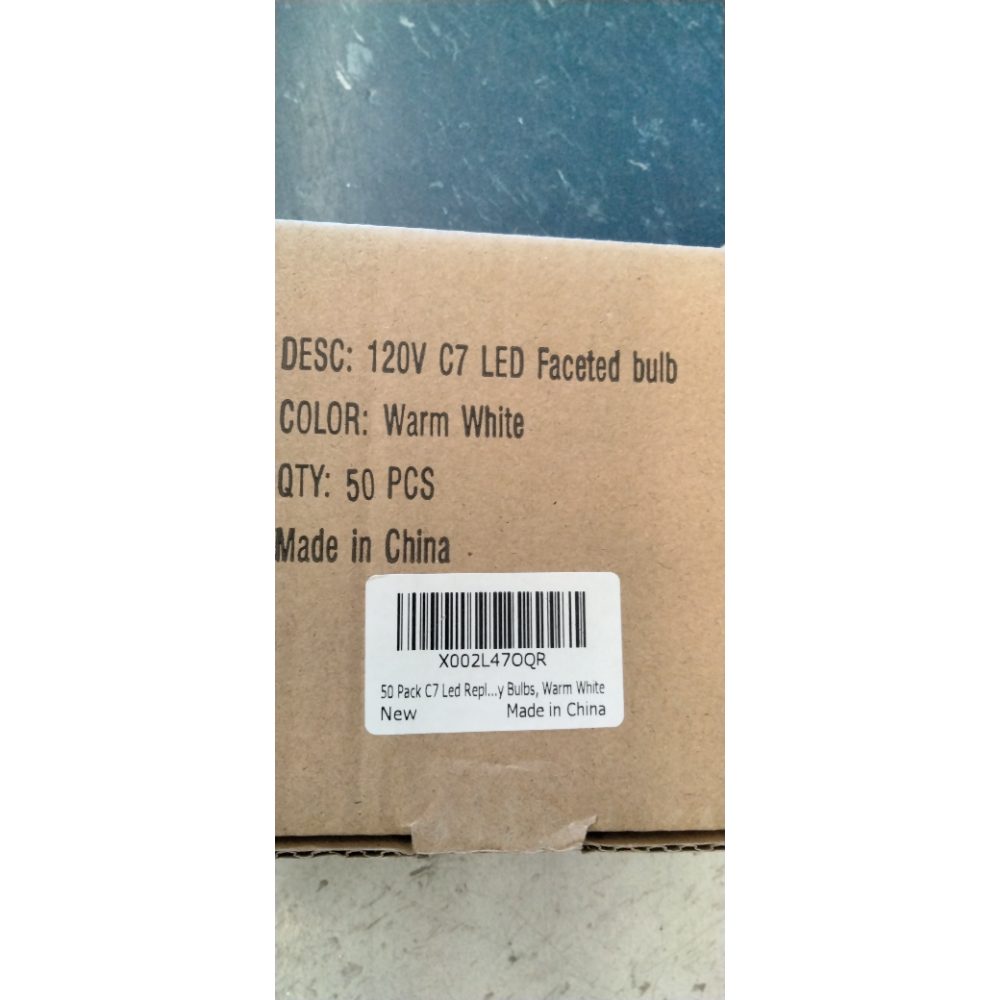 DESC: 120V C7 LED Faceted bulb
COLOR: Warm White
QTY: 50 PCS
Made in China
X002L47OQR
50 Pack C7 Led Repl...y Bulbs, Warm White
New Made in China